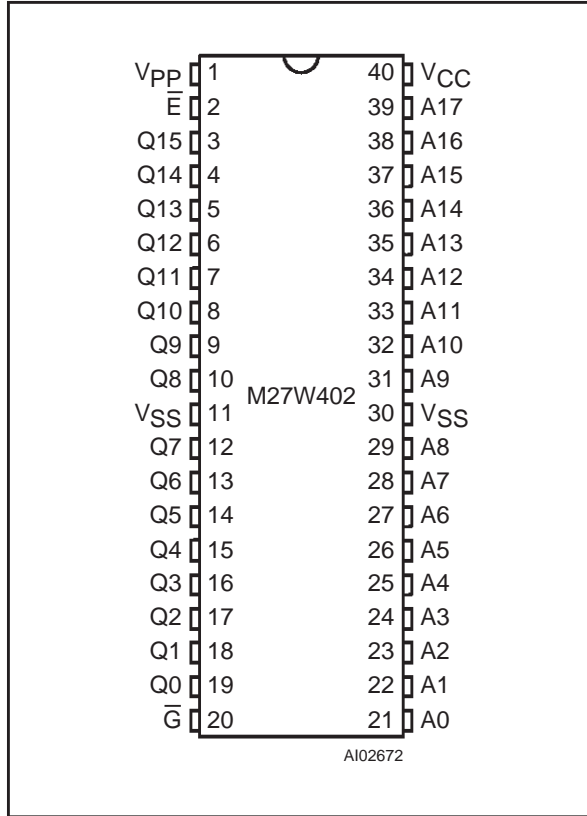 VPP 1 40 VCC
E̅ 2 39 A17
Q15 3 38 A16
Q14 4 37 A15
Q13 5 36 A14
Q12 6 35 A13
Q11 7 34 A12
Q10 8 33 A11
Q9 9 32 A10
Q8 10 31 A9
M27W402
VSS 11 30 VSS
Q7 12 29 A8
Q6 13 28 A7
Q5 14 27 A6
Q4 15 26 A5
Q3 16 25 A4
Q2 17 24 A3
Q1 18 23 A2
Q0 19 22 A1
G̅ 20 21 A0
AI02672